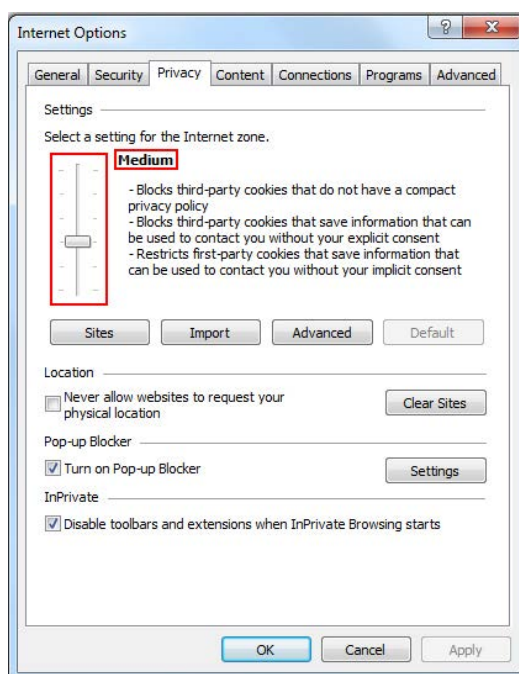 Internet Options
General Security Privacy Content Connections Programs Advanced
Settings
Select a setting for the Internet zone.
Medium
- Blocks third-party cookies that do not have a compact
privacy policy
- Blocks third-party cookies that save information that can
be used to contact you without your explicit consent
- Restricts first-party cookies that save information that
can be used to contact you without your implicit consent
Sites Import Advanced Default
Location
Never allow websites to request your
physical location
Clear Sites
Pop-up Blocker
Turn on Pop-up Blocker
Settings
InPrivate
Disable toolbars and extensions when InPrivate Browsing starts
OK Cancel Apply